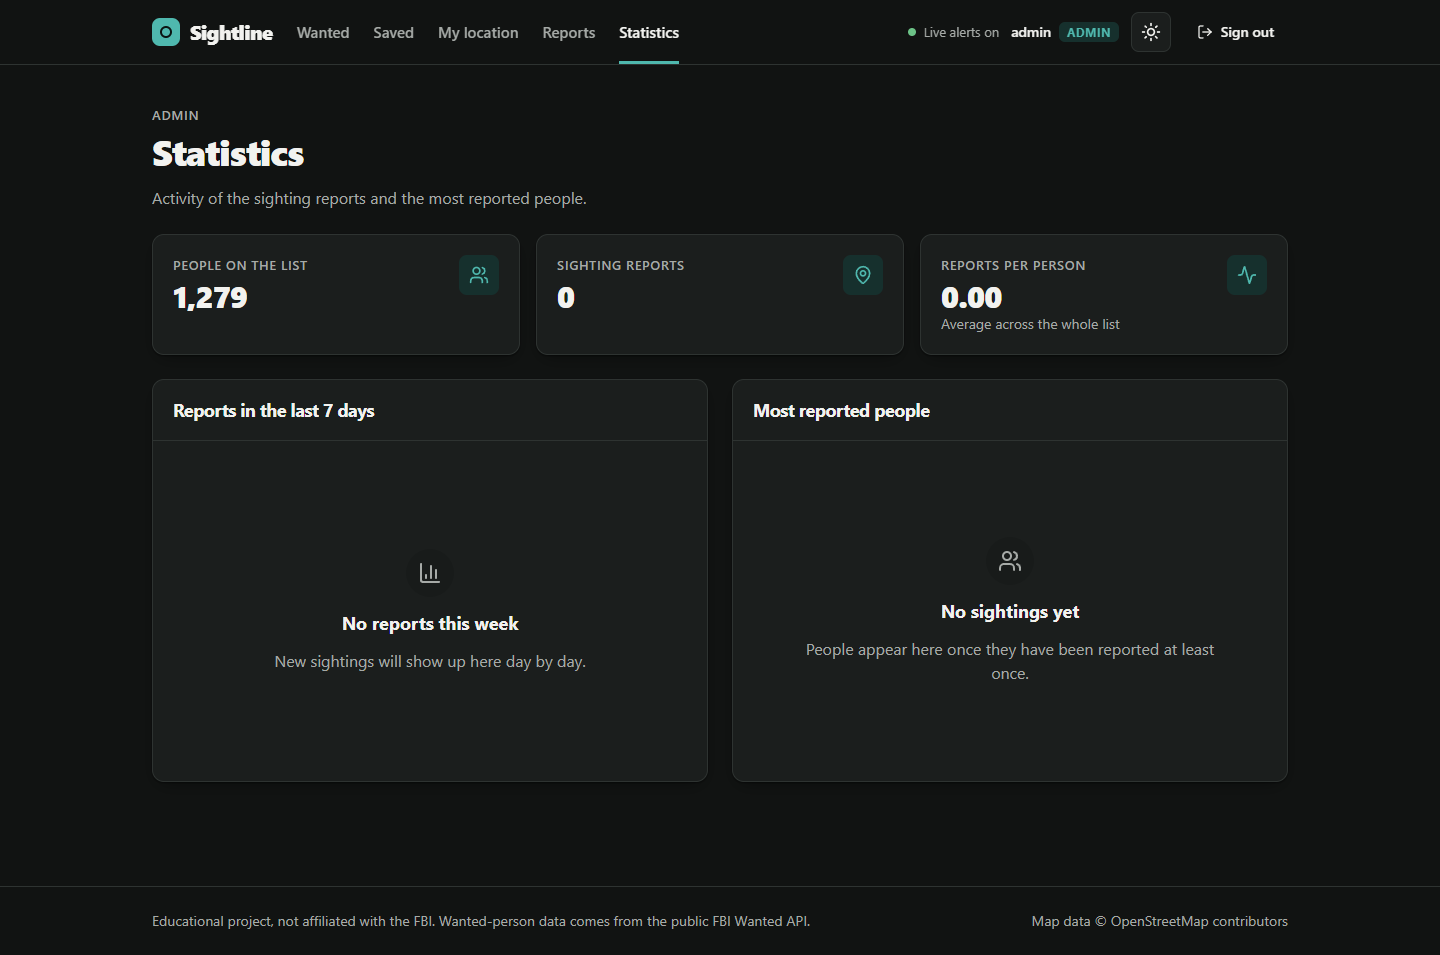 Sightline
Wanted
Saved
My location
Reports
Statistics
Live alerts on
admin
ADMIN
Sign out
ADMIN
Statistics
Activity of the sighting reports and the most reported people.
PEOPLE ON THE LIST
1,279
SIGHTING REPORTS
0
REPORTS PER PERSON
0.00
Average across the whole list
Reports in the last 7 days
No reports this week
New sightings will show up here day by day.
Most reported people
No sightings yet
People appear here once they have been reported at least
once.
Educational project, not affiliated with the FBI. Wanted-person data comes from the public FBI Wanted API.
Map data © OpenStreetMap contributors